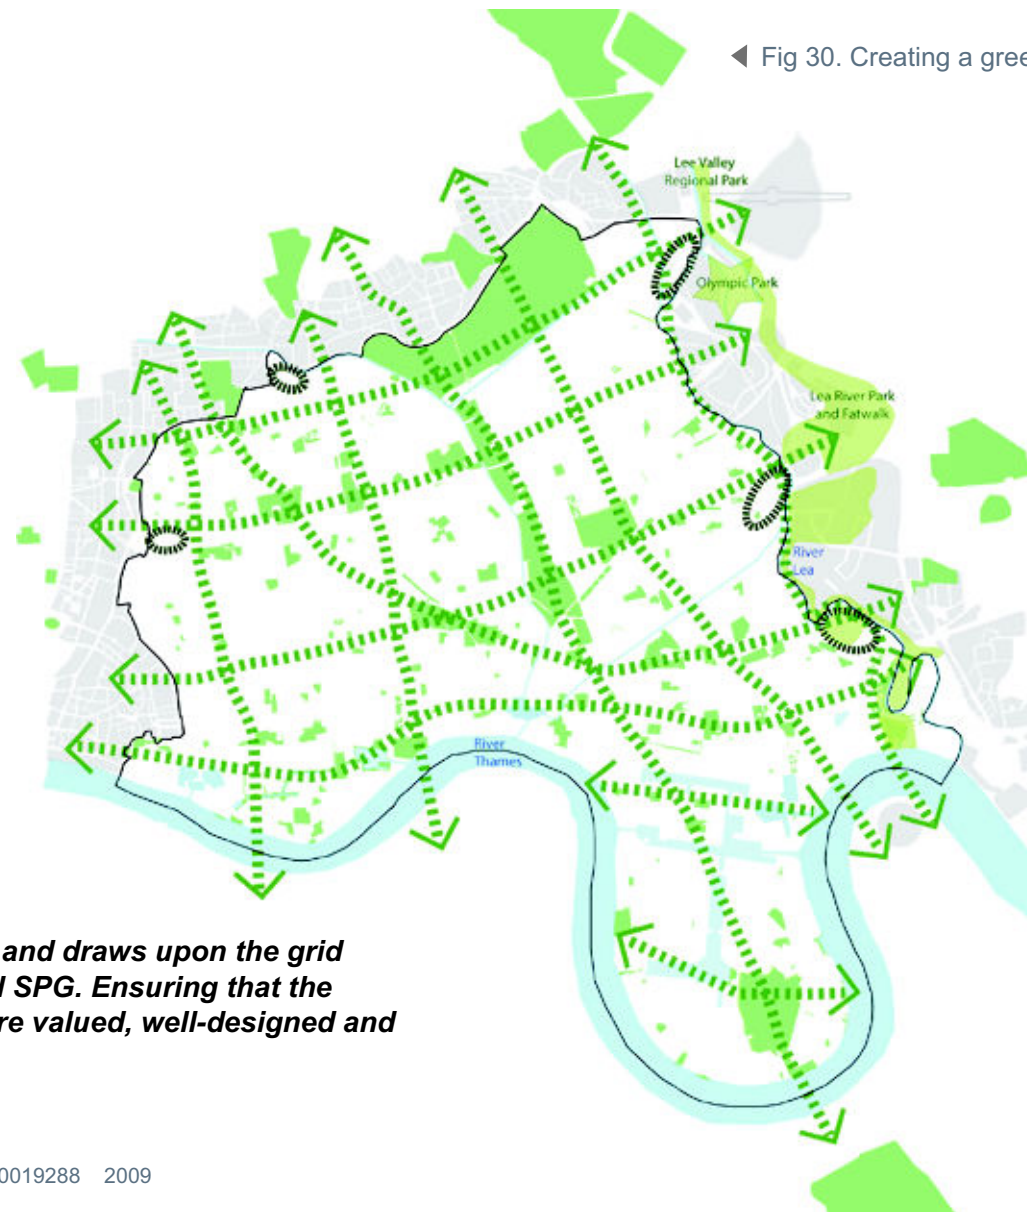 Fig 30. Creating a gree
Lee Valley
Regional Park
Olympic Park
Lea River Park
and Fatwalk
River
Lea
River
Thames
and draws upon the grid
SPG. Ensuring that the
re valued, well-designed and
0019288 2009